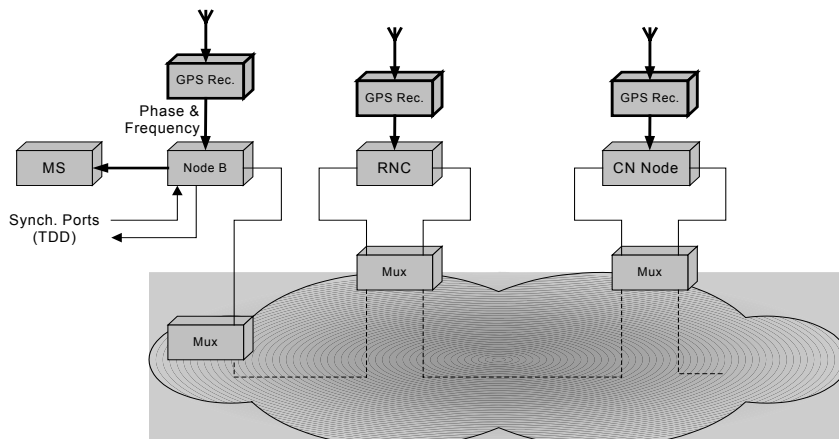 GPS Rec.
GPS Rec.
GPS Rec.
Phase &
Frequency
MS
Node B
RNC
CN Node
Synch. Ports
(TDD)
Mux
Mux
Mux